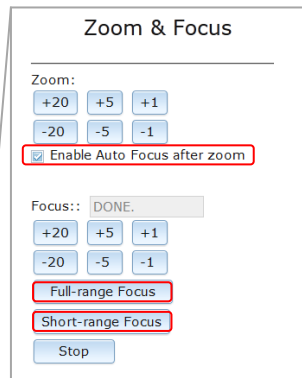 Zoom & Focus
Zoom:
+20 +5 +1
-20 -5 -1
Enable Auto Focus after zoom
Focus:: DONE.
+20 +5 +1
-20 -5 -1
Full-range Focus
Short-range Focus
Stop